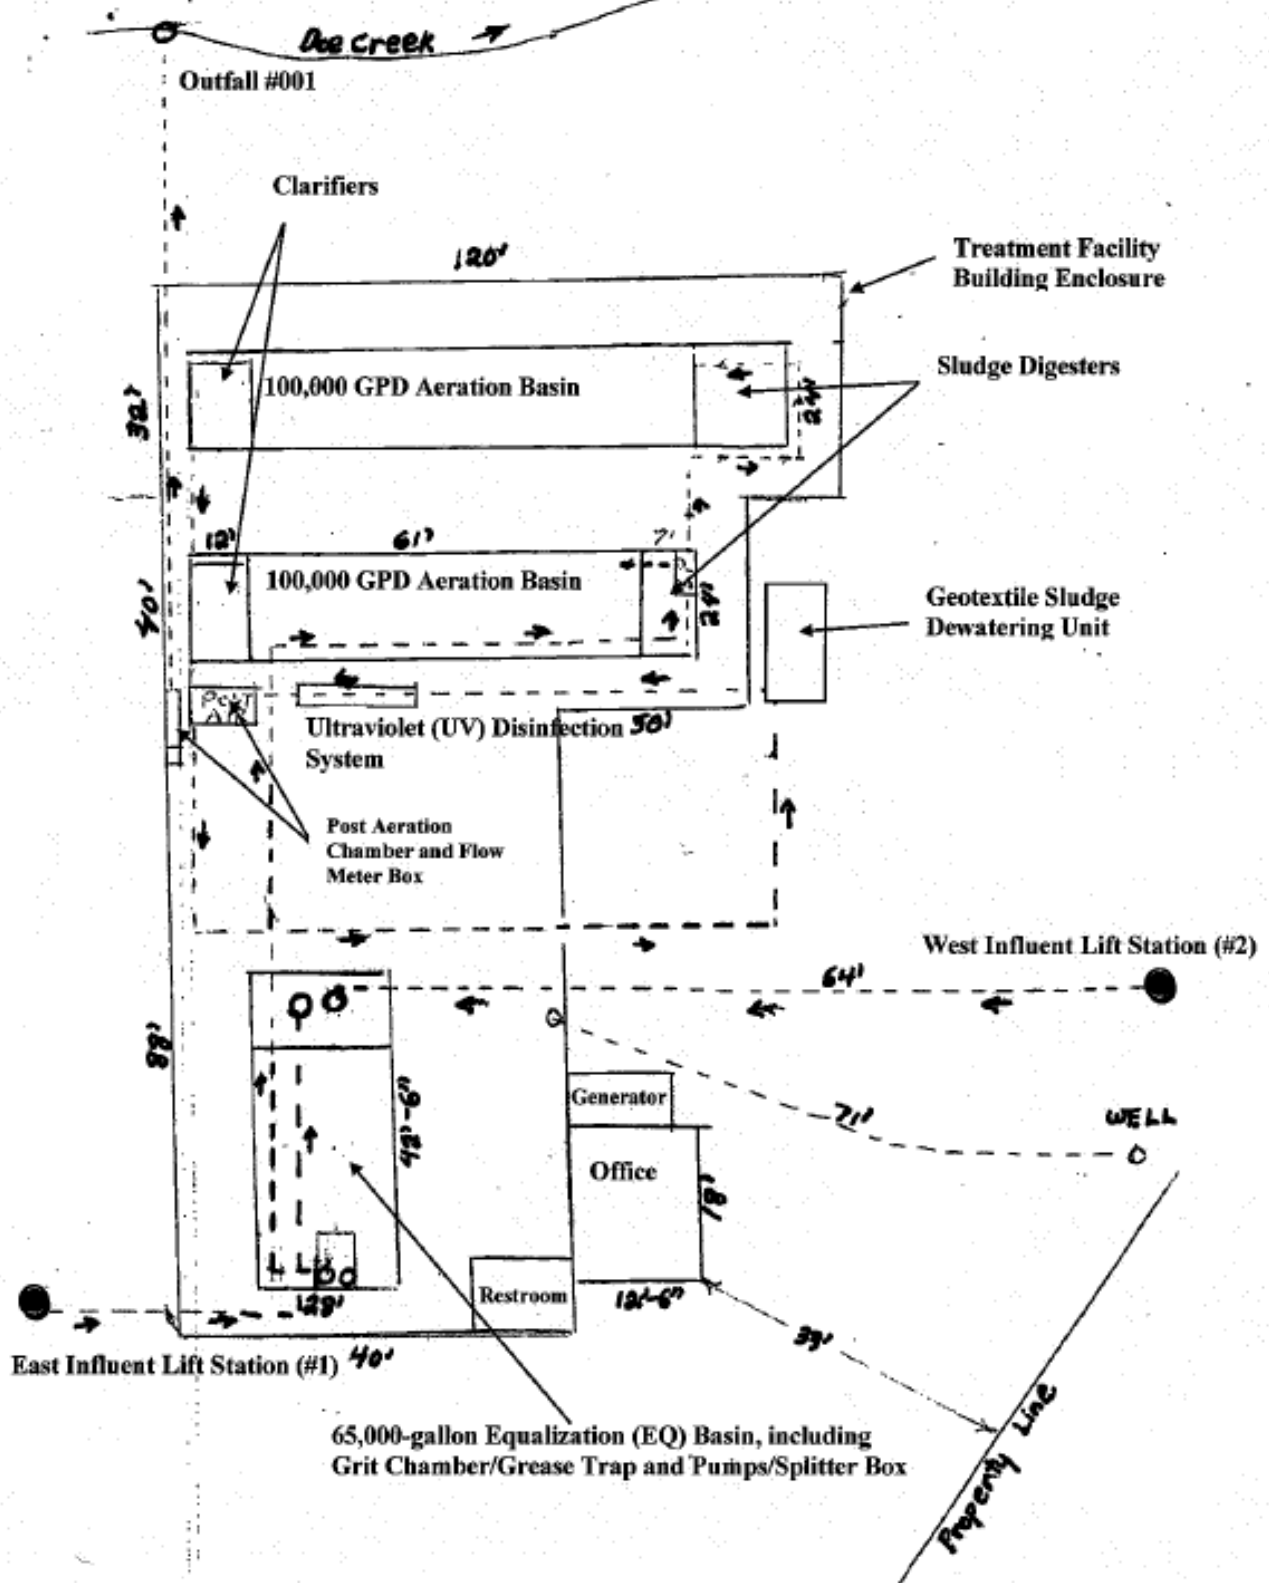 Doe Creek
Outfall #001
Clarifiers
120'
Treatment Facility
Building Enclosure
Sludge Digesters
100,000 GPD Aeration Basin
24'
32'
12'
61'
7'
100,000 GPD Aeration Basin
24'
40'
Geotextile Sludge
Dewatering Unit
Post
Air
Ultraviolet (UV) Disinfection
System
50'
Post Aeration
Chamber and Flow
Meter Box
West Influent Lift Station (#2)
64'
88'
42'-6"
Generator
71'
WELL
Office
18'
Restroom
12'-6"
28'
East Influent Lift Station (#1)
40'
39'
65,000-gallon Equalization (EQ) Basin, including
Grit Chamber/Grease Trap and Pumps/Splitter Box
Property Line